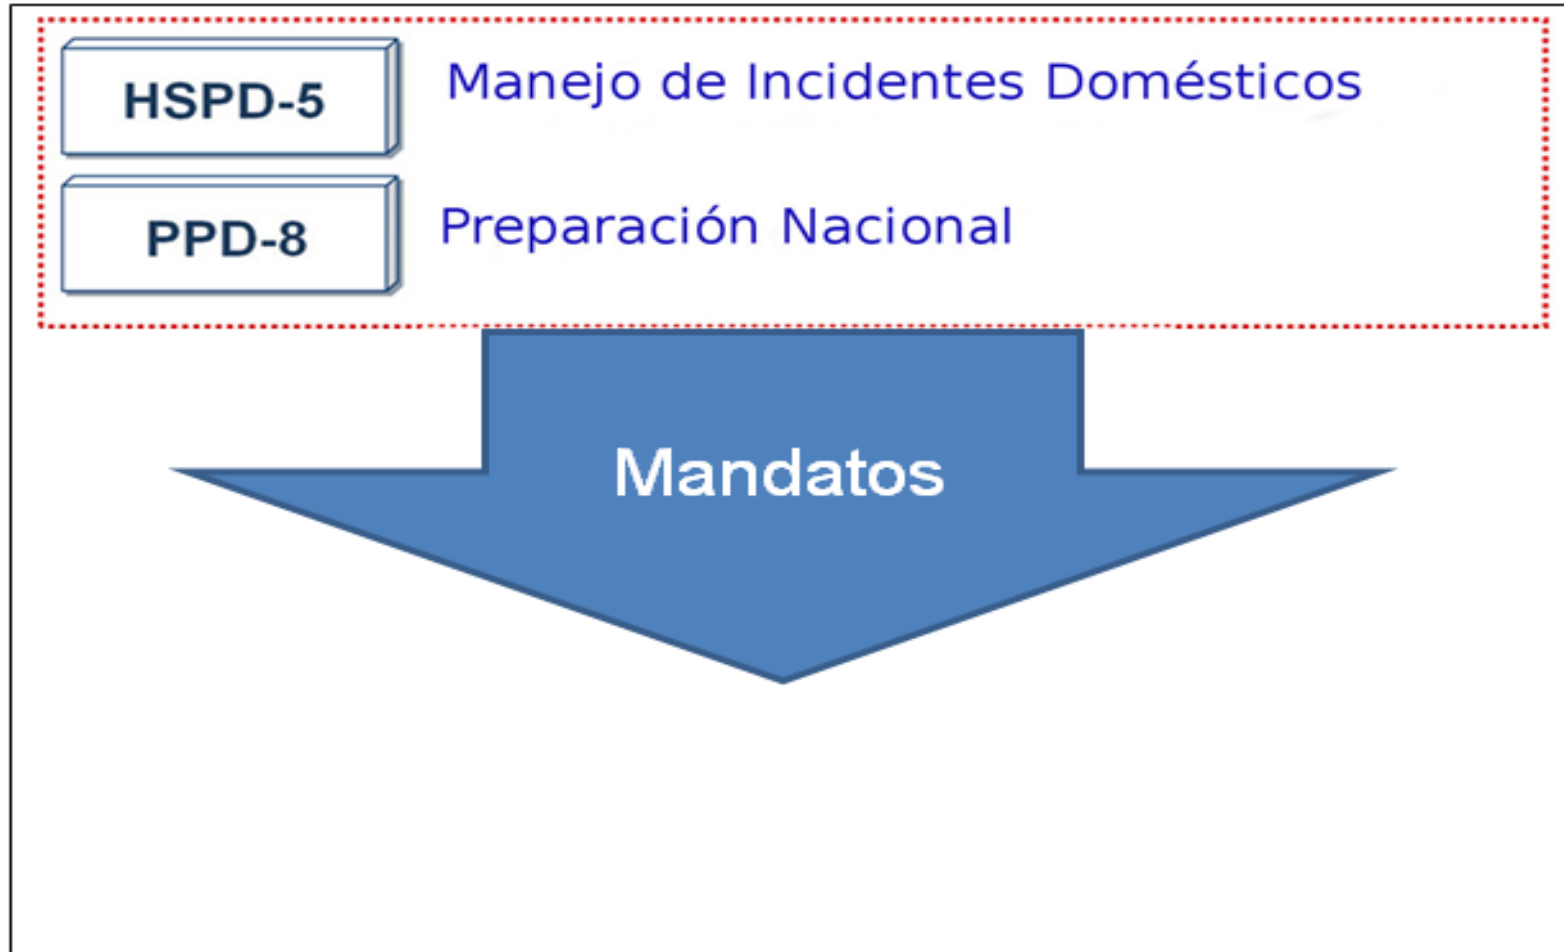 HSPD-5 Manejo de Incidentes Domésticos
PPD-8 Preparación Nacional
Mandatos